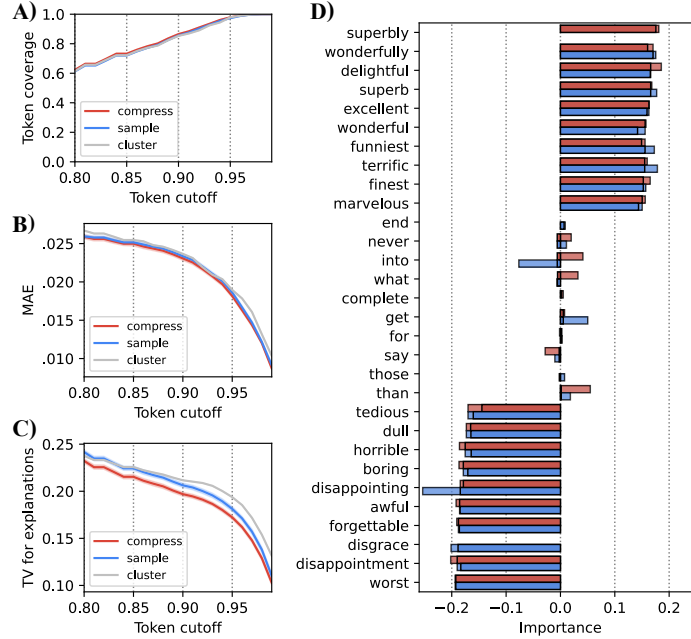 A)
Token coverage
1.0
0.8
0.6
0.4
0.2
0.0
compress
sample
cluster
0.80 0.85 0.90 0.95
Token cutoff
B)
MAE
.025
.020
.015
.010
compress
sample
cluster
0.80 0.85 0.90 0.95
Token cutoff
C)
TV for explanations
0.25
0.20
0.15
0.10
compress
sample
cluster
0.80 0.85 0.90 0.95
Token cutoff
D)
superbly
wonderfully
delightful
superb
excellent
wonderful
funniest
terrific
finest
marvelous
end
never
into
what
complete
get
for
say
those
than
tedious
dull
horrible
boring
disappointing
awful
forgettable
disgrace
disappointment
worst
−0.2 −0.1 0.0 0.1 0.2
Importance